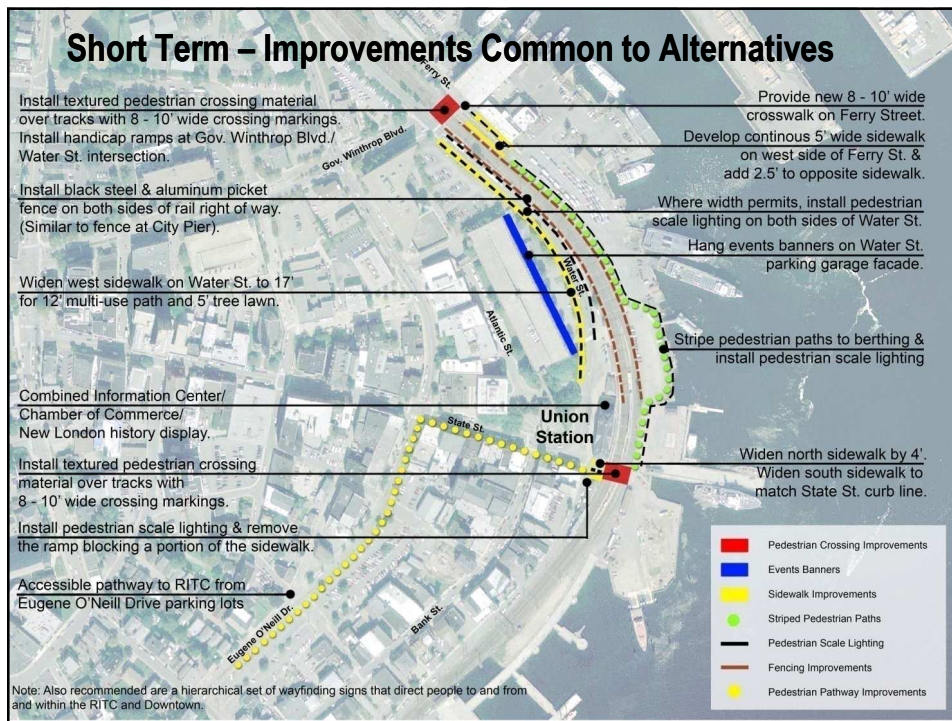 Short Term – Improvements Common to Alternatives
Install textured pedestrian crossing material
over tracks with 8 - 10' wide crossing markings.
Install handicap ramps at Gov. Winthrop Blvd./
Water St. intersection.
Install black steel & aluminum picket
fence on both sides of rail right of way.
(Similar to fence at City Pier).
Widen west sidewalk on Water St. to 17'
for 12' multi-use path and 5' tree lawn.
Combined Information Center/
Chamber of Commerce/
New London history display.
Install textured pedestrian crossing
material over tracks with
8 - 10' wide crossing markings.
Install pedestrian scale lighting & remove
the ramp blocking a portion of the sidewalk.
Accessible pathway to RITC from
Eugene O'Neill Drive parking lots
Ferry St.
Gov. Winthrop Blvd.
Water St.
Atlantic St.
State St.
Union
Station
Bank St.
Eugene O'Neill Dr.
Provide new 8 - 10' wide
crosswalk on Ferry Street.
Develop continous 5' wide sidewalk
on west side of Ferry St. &
add 2.5' to opposite sidewalk.
Where width permits, install pedestrian
scale lighting on both sides of Water St.
Hang events banners on Water St.
parking garage facade.
Stripe pedestrian paths to berthing &
install pedestrian scale lighting
Widen north sidewalk by 4'.
Widen south sidewalk to
match State St. curb line.
Pedestrian Crossing Improvements
Events Banners
Sidewalk Improvements
Striped Pedestrian Paths
Pedestrian Scale Lighting
Fencing Improvements
Pedestrian Pathway Improvements
Note: Also recommended are a hierarchical set of wayfinding signs that direct people to and from
and within the RITC and Downtown.